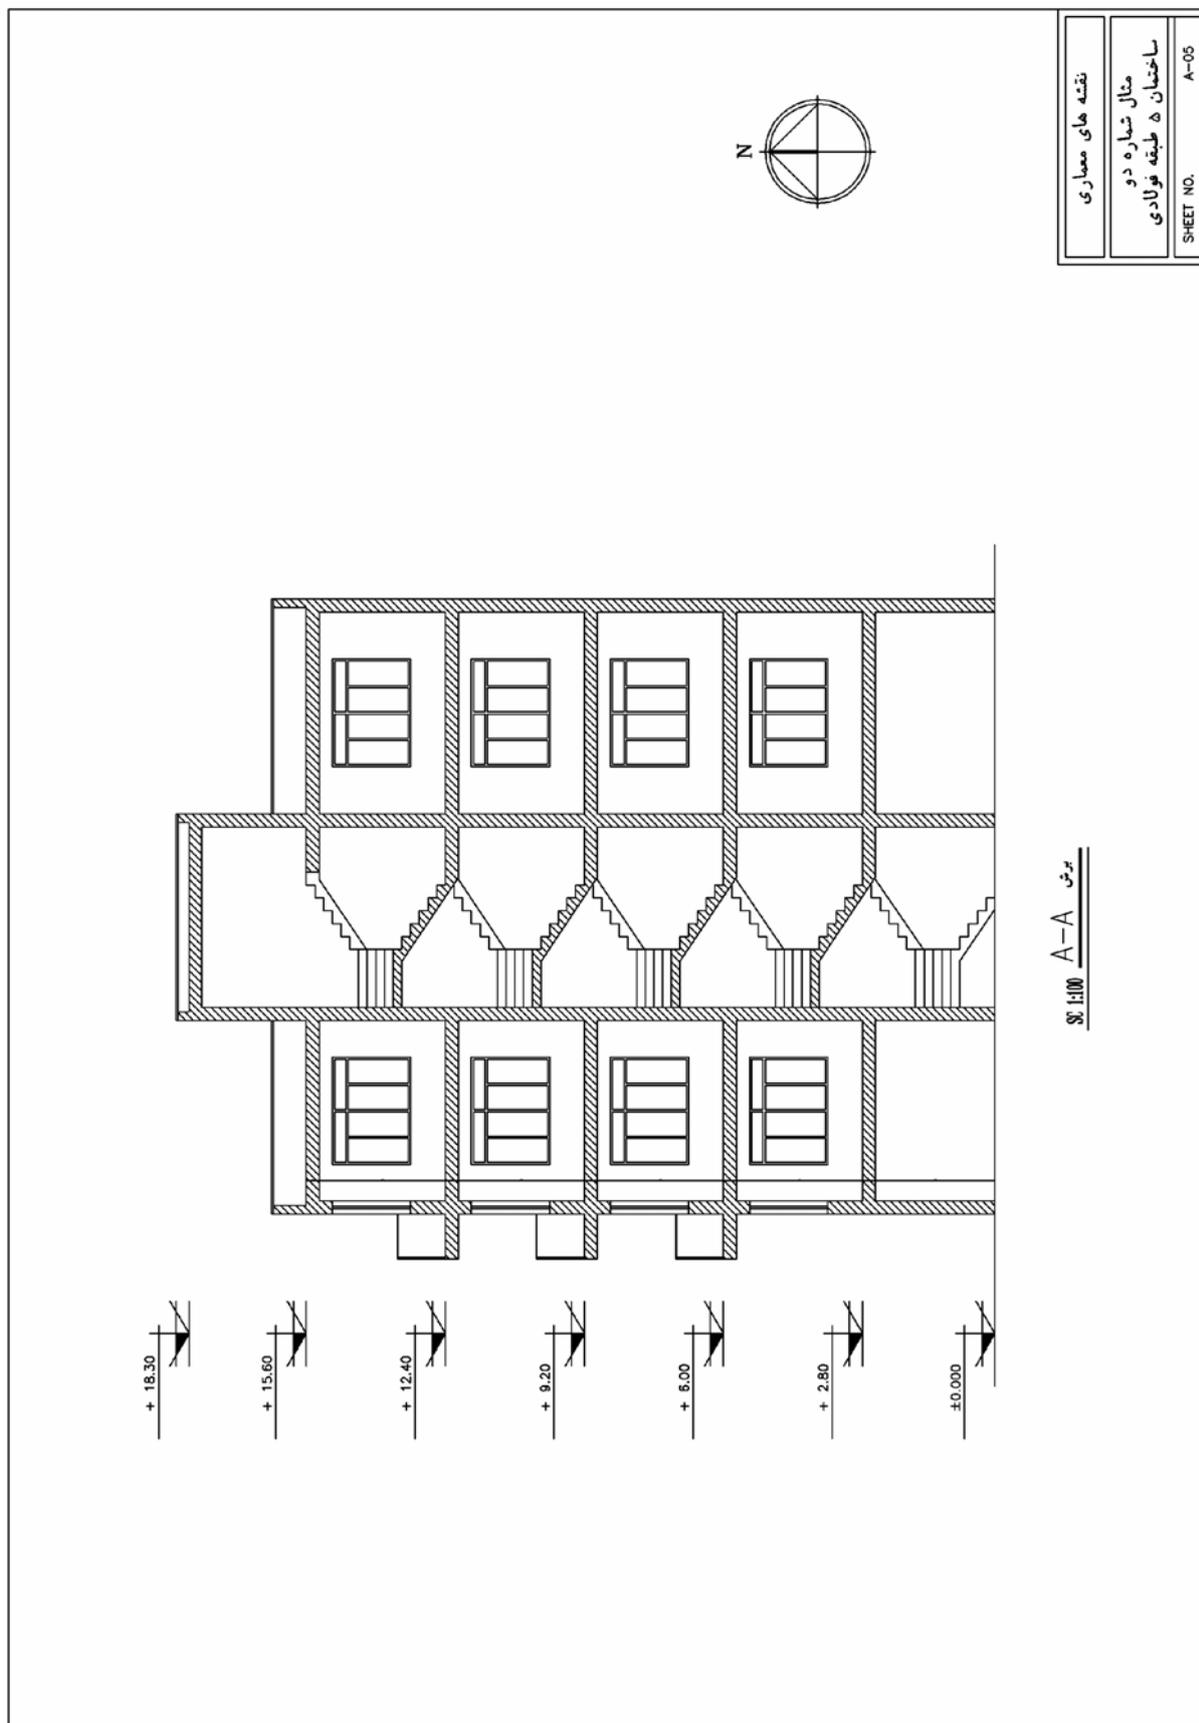 نقشه های معماری
مثال شماره دو
ساختمان ۵ طبقه فولادی
SHEET NO. A-05
N
+ 18.30
+ 15.60
+ 12.40
+ 9.20
+ 6.00
+ 2.80
±0.000
برش A-A
SC 1:100